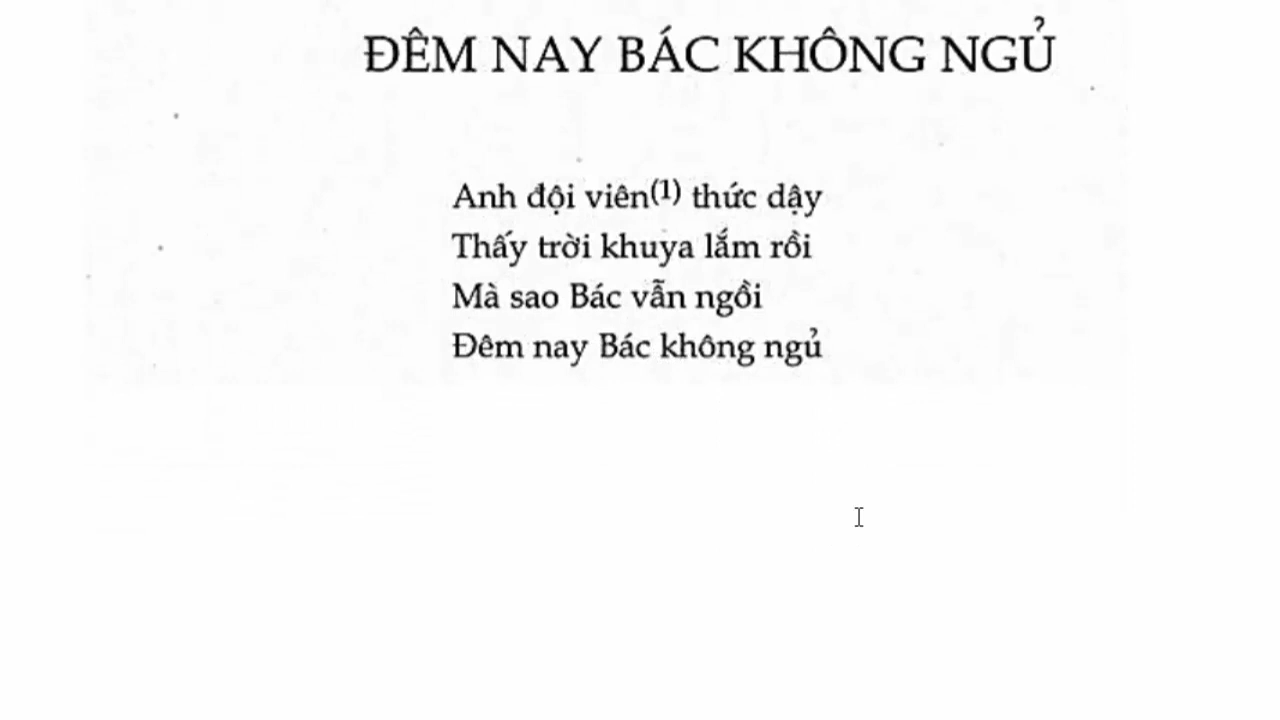 ĐÊM NAY BÁC KHÔNG NGỦ
Anh đội viên(1) thức dậy
Thấy trời khuya lắm rồi
Mà sao Bác vẫn ngồi
Đêm nay Bác không ngủ